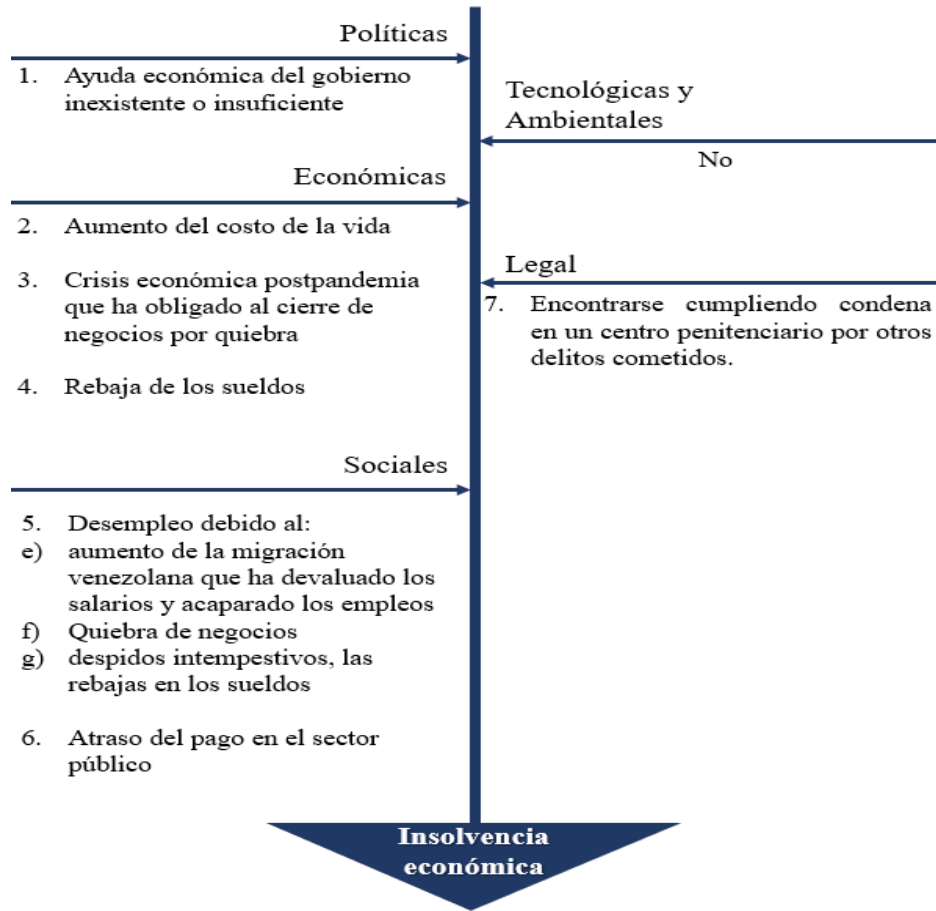 Políticas
1. Ayuda económica del gobierno
inexistente o insuficiente
Tecnológicas y
Ambientales
No
Económicas
2. Aumento del costo de la vida
3. Crisis económica postpandemia
que ha obligado al cierre de
negocios por quiebra
4. Rebaja de los sueldos
Legal
7. Encontrarse cumpliendo condena
en un centro penitenciario por otros
delitos cometidos.
Sociales
5. Desempleo debido al:
e) aumento de la migración
venezolana que ha devaluado los
salarios y acaparado los empleos
f) Quiebra de negocios
g) despidos intempestivos, las
rebajas en los sueldos
6. Atraso del pago en el sector
público
Insolvencia
económica